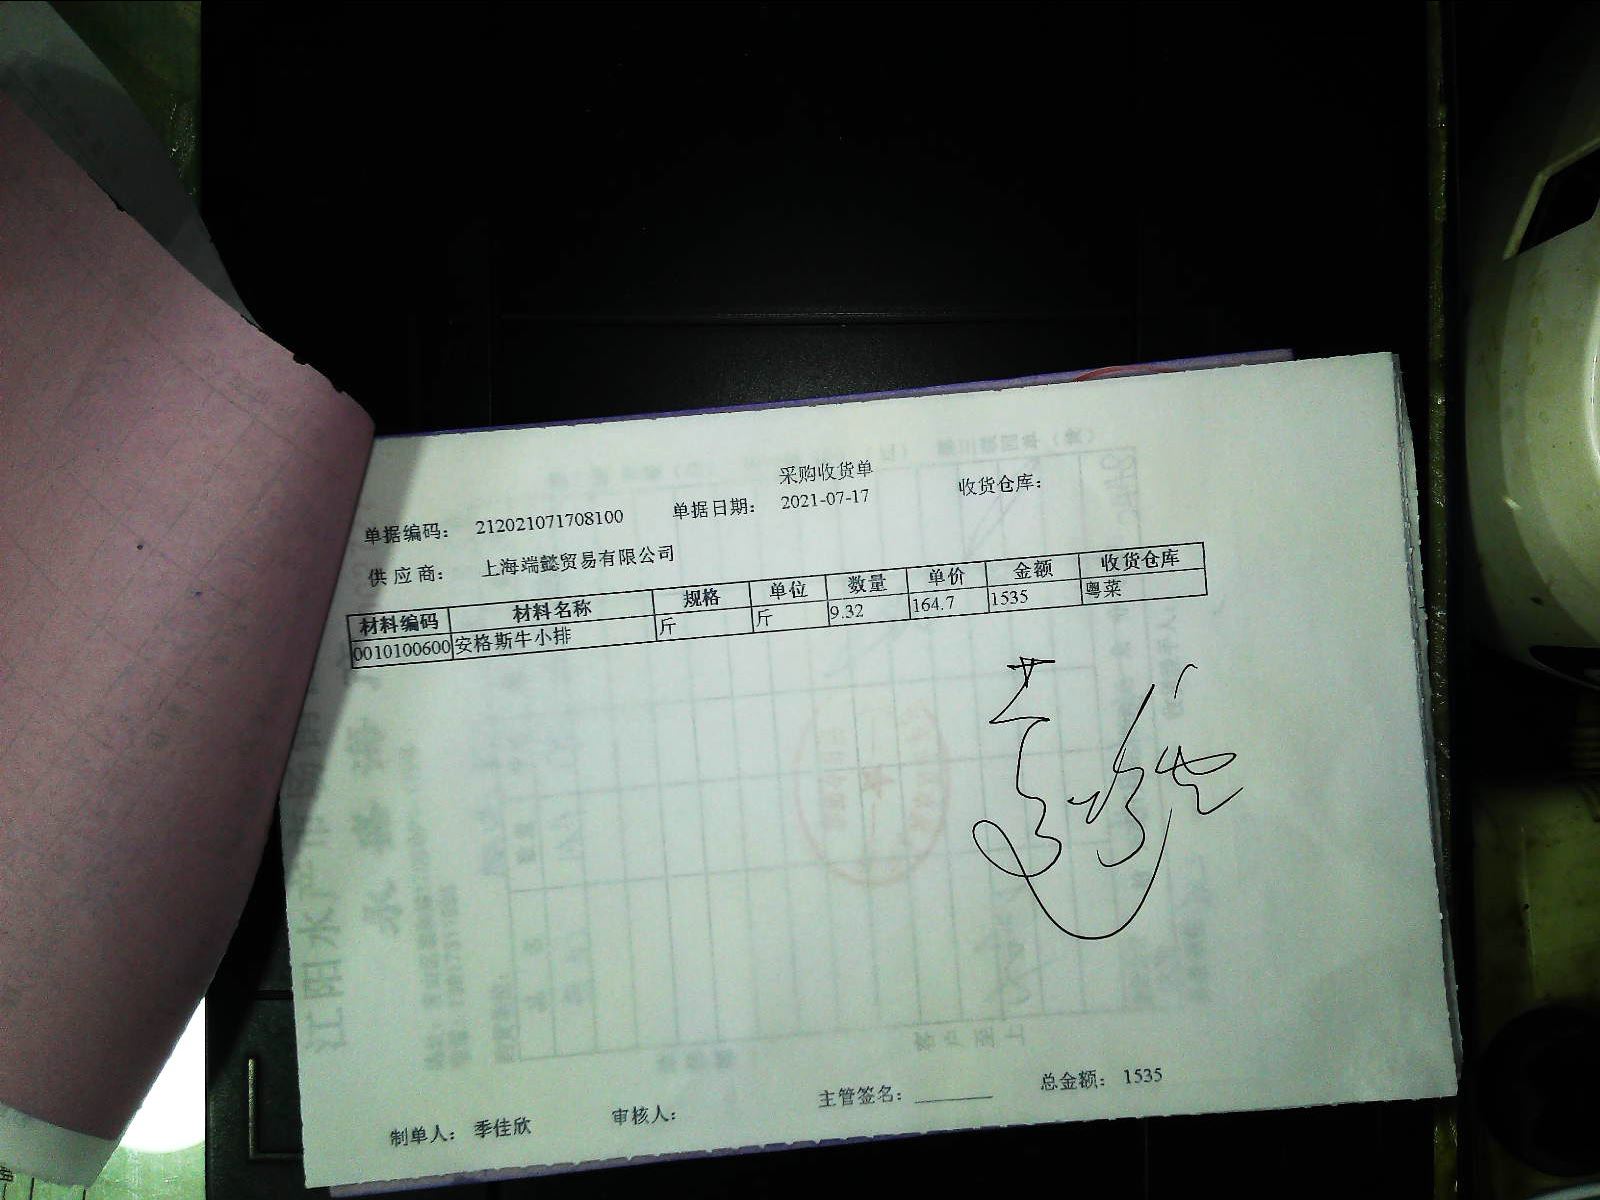 采购收货单
单据编码: 212021071708100 单据日期: 2021-07-17 收货仓库:
供 应 商: 上海端懿贸易有限公司
材料编码 材料名称 规格 单位 数量 单价 金额 收货仓库
0010100600 安格斯牛小排 斤 斤 9.32 164.7 1535 粤菜
制单人: 季佳欣 审核人: 主管签名: ________ 总金额: 1535